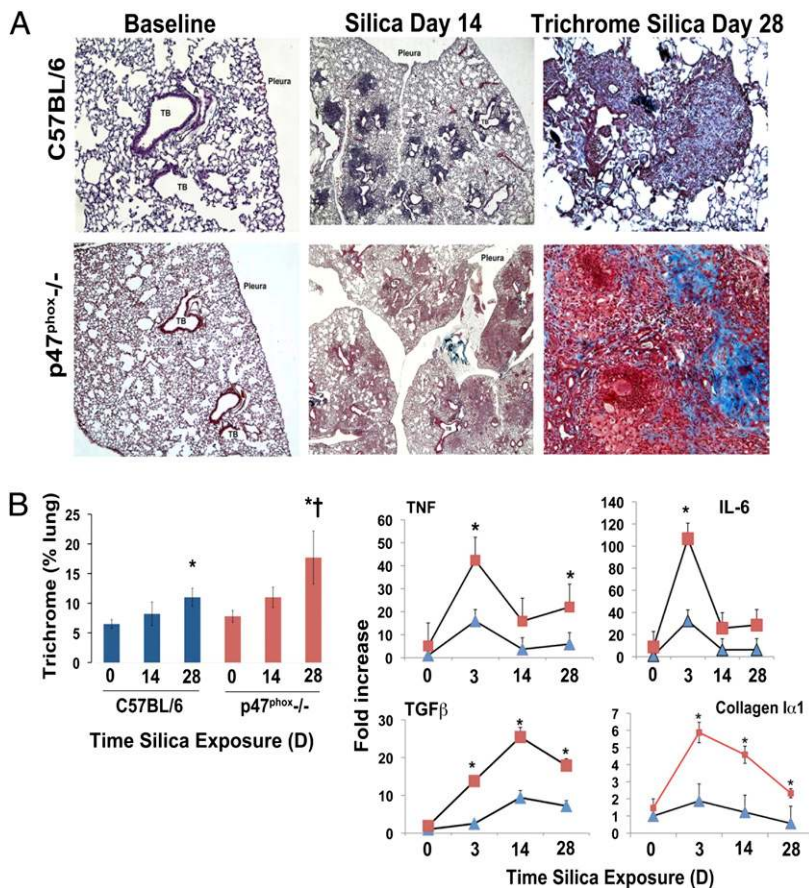 A
Baseline
Silica Day 14
Trichrome Silica Day 28
C57BL/6
Pleura
TB
TB
Pleura
TB
p47phox-/-
Pleura
TB
TB
Pleura
TB
B
Trichrome (% lung)
25
20
15
10
5
0
*
*†
0 14 28 0 14 28
C57BL/6 p47phox-/-
Time Silica Exposure (D)
Fold increase
TNF
60
50
40
30
20
10
0
*
*
0 3 14 28
IL-6
140
120
100
80
60
40
20
0
*
0 3 14 28
TGFβ
30
20
10
0
*
*
*
0 3 14 28
Collagen Iα1
7
6
5
4
3
2
1
0
*
*
*
0 3 14 28
Time Silica Exposure (D)